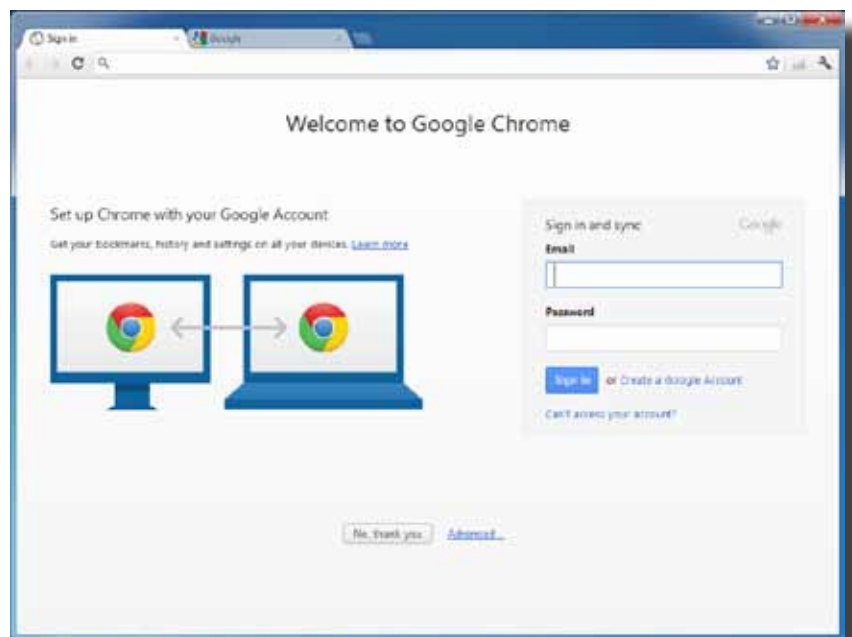 Sign in
Google
Welcome to Google Chrome
Set up Chrome with your Google Account
Get your bookmarks, history and settings on all your devices. Learn more
Sign in and sync
Google
Email
Password
Sign in or Create a Google Account
Can't access your account?
No, thank you
Advanced...